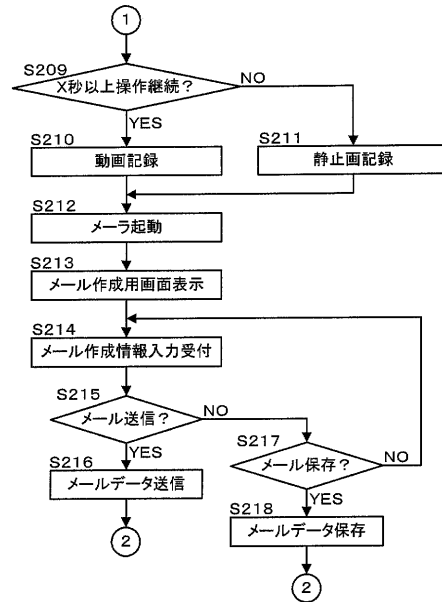 1
S209
X秒以上操作継続?
NO
YES
S210
動画記録
S211
静止画記録
S212
メーラ起動
S213
メール作成用画面表示
S214
メール作成情報入力受付
S215
メール送信?
NO
YES
S216
メールデータ送信
2
S217
メール保存?
NO
YES
S218
メールデータ保存
2